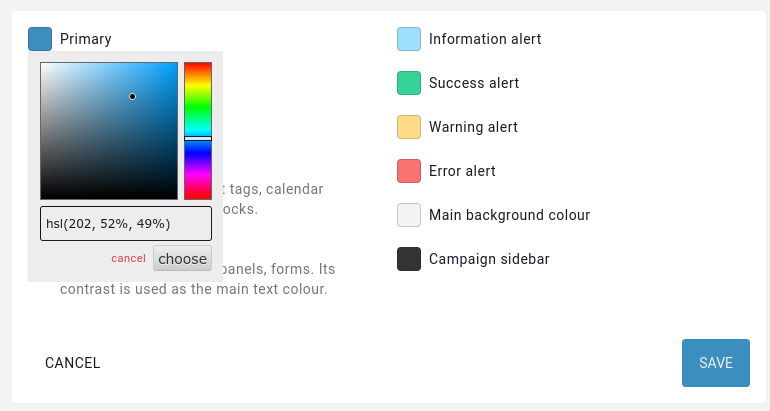 Primary
hsl(202, 52%, 49%)
cancel choose
tags, calendar
ocks.
panels, forms. Its
contrast is used as the main text colour.
Information alert
Success alert
Warning alert
Error alert
Main background colour
Campaign sidebar
CANCEL
SAVE